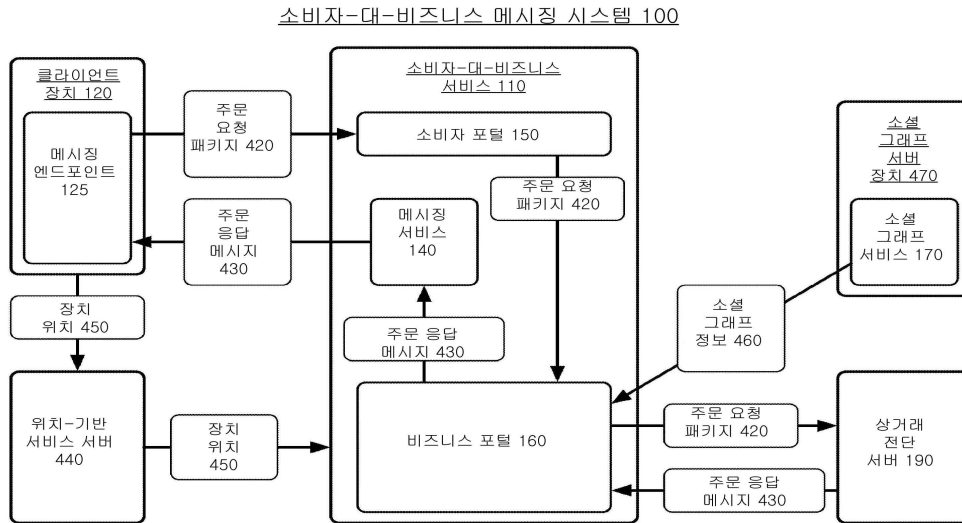 소비자-대-비즈니스 메시징 시스템 100
클라이언트
장치 120
메시징
엔드포인트
125
주문
요청
패키지 420
소비자-대-비즈니스
서비스 110
소비자 포털 150
주문 요청
패키지 420
소셜
그래프
서버
장치 470
소셜
그래프
서비스 170
주문
응답
메시지
430
메시징
서비스
140
장치
위치 450
주문 응답
메시지 430
소셜
그래프
정보 460
위치-기반
서비스 서버
440
장치
위치
450
비즈니스 포털 160
주문 요청
패키지 420
상거래
전단
서버 190
주문 응답
메시지 430